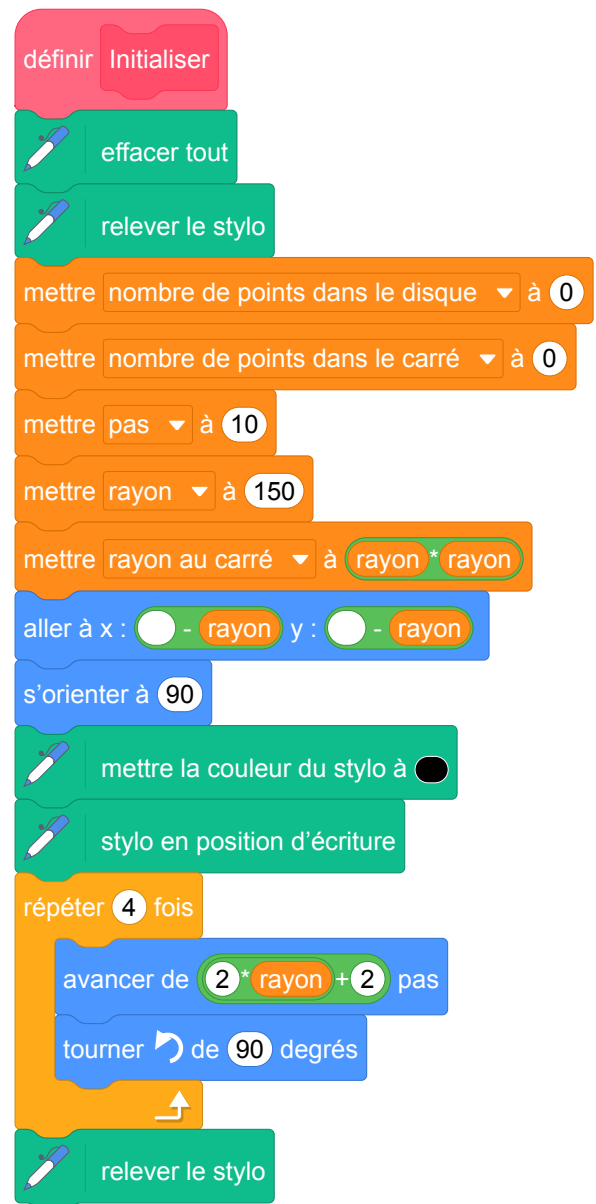 définir Initialiser
effacer tout
relever le stylo
mettre nombre de points dans le disque à 0
mettre nombre de points dans le carré à 0
mettre pas à 10
mettre rayon à 150
mettre rayon au carré à rayon * rayon
aller à x : - rayon y : - rayon
s’orienter à 90
mettre la couleur du stylo à
stylo en position d’écriture
répéter 4 fois
avancer de 2 * rayon + 2 pas
tourner de 90 degrés
relever le stylo